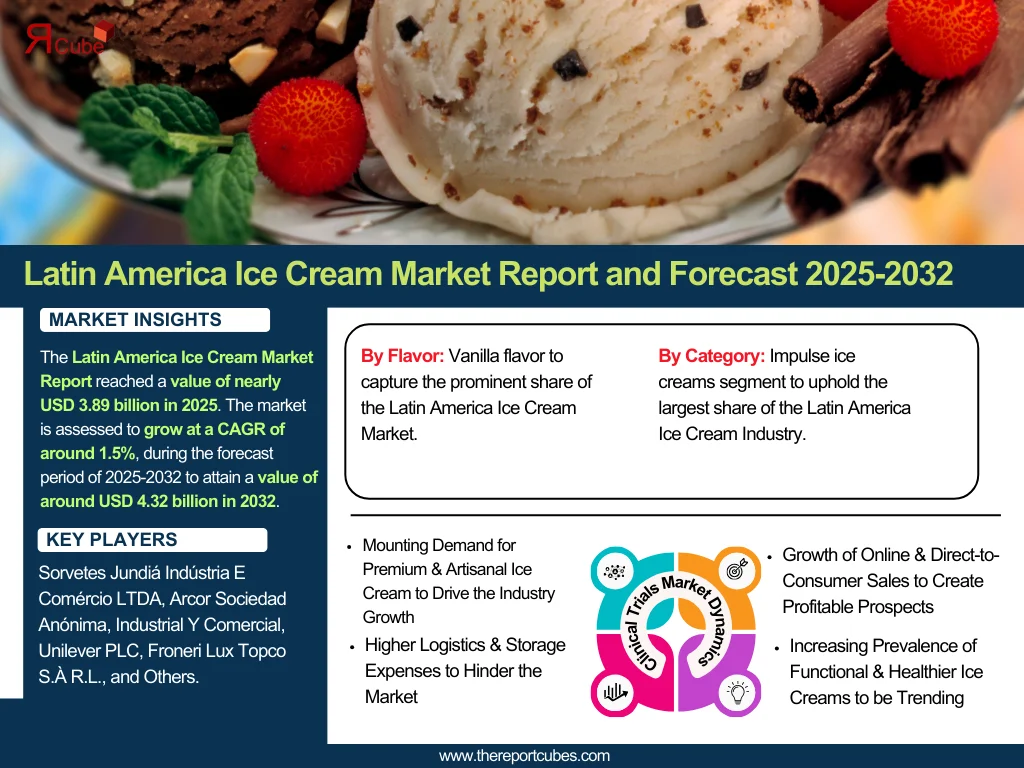 ЯCube
Latin America Ice Cream Market Report and Forecast 2025-2032
MARKET INSIGHTS
The Latin America Ice Cream Market
Report reached a value of nearly
USD 3.89 billion in 2025. The market
is assessed to grow at a CAGR of
around 1.5%, during the forecast
period of 2025-2032 to attain a value of
around USD 4.32 billion in 2032.
KEY PLAYERS
Sorvetes Jundiá Indústria E
Comércio LTDA, Arcor Sociedad
Anónima, Industrial Y Comercial,
Unilever PLC, Froneri Lux Topco
S.À R.L., and Others.
By Flavor: Vanilla flavor to
capture the prominent share of
the Latin America Ice Cream
Market.
By Category: Impulse ice
creams segment to uphold the
largest share of the Latin America
Ice Cream Industry.
• Mounting Demand for
Premium & Artisanal Ice
Cream to Drive the Industry
Growth
• Higher Logistics & Storage
Expenses to Hinder the
Market
Clinical Trials Market Dynamics
• Growth of Online & Direct-to-
Consumer Sales to Create
Profitable Prospects
• Increasing Prevalence of
Functional & Healthier Ice
Creams to be Trending
www.thereportcubes.com